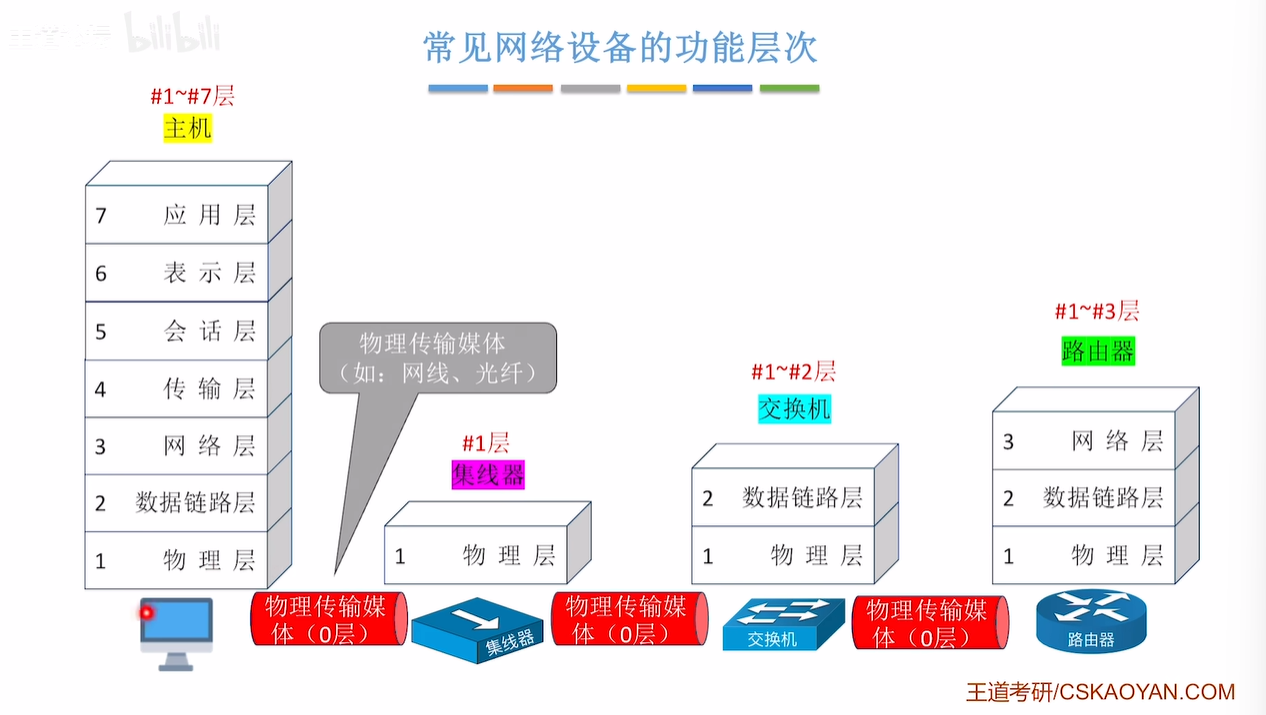 王道考研
bilibili
常见网络设备的功能层次
#1~#7层
主机
7 应用层
6 表示层
5 会话层
4 传输层
3 网络层
2 数据链路层
1 物理层
物理传输媒体
（如：网线、光纤）
#1层
集线器
1 物理层
#1~#2层
交换机
2 数据链路层
1 物理层
#1~#3层
路由器
3 网络层
2 数据链路层
1 物理层
物理传输媒
体（0层）
集线器
物理传输媒
体（0层）
交换机
物理传输媒
体（0层）
路由器
王道考研/CSKAOYAN.COM